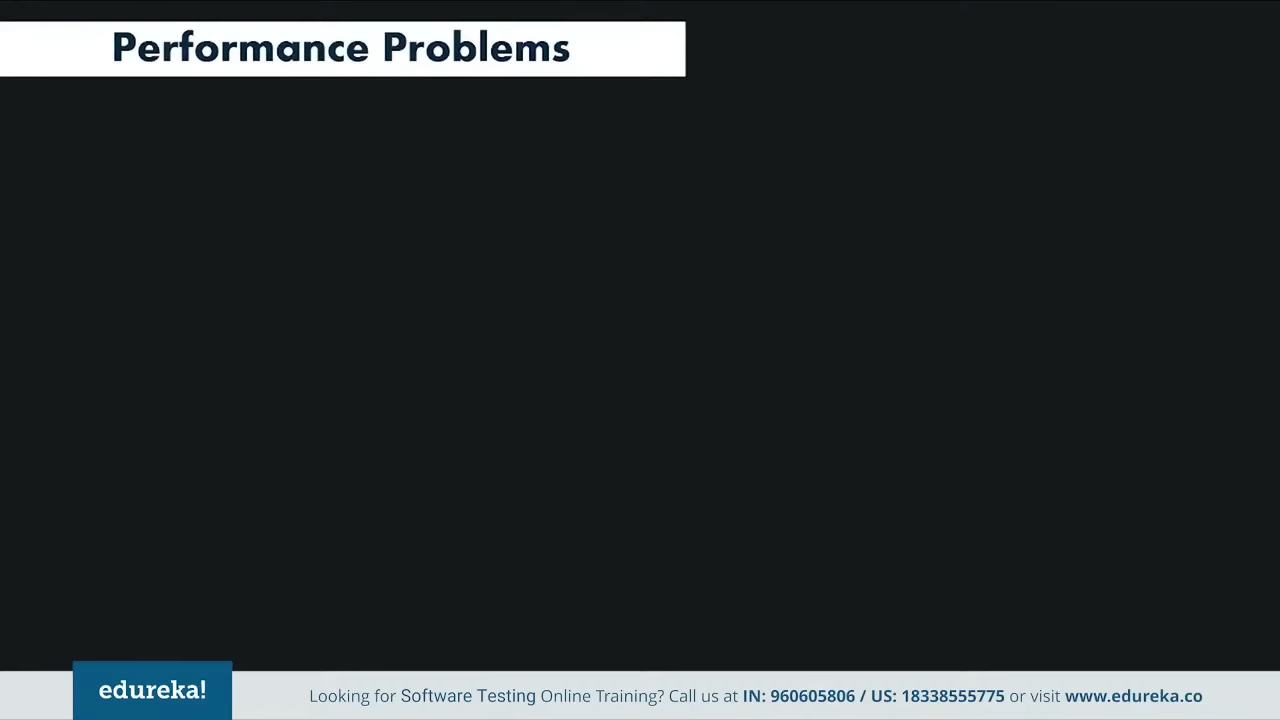 Performance Problems
edureka!
Looking for Software Testing Online Training? Call us at IN: 960605806 / US: 18338555775 or visit www.edureka.co